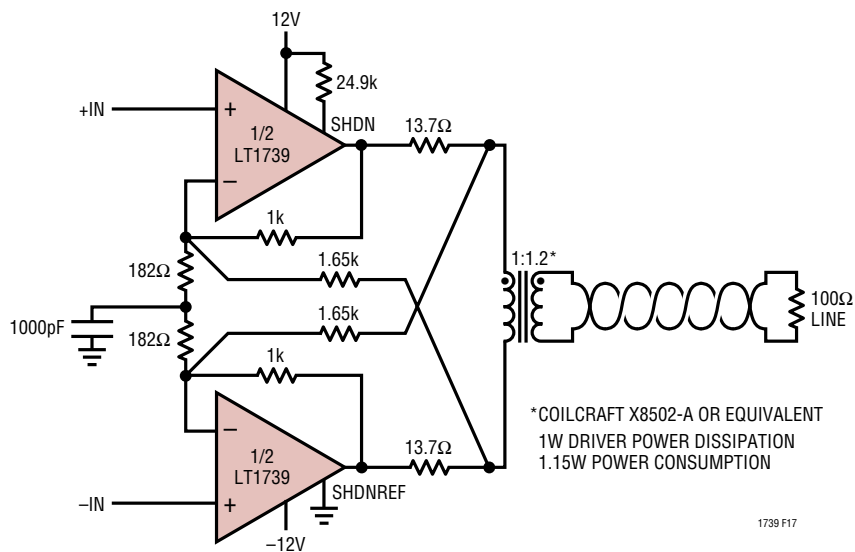 12V
24.9k
+IN
+
1/2
LT1739
–
SHDN
13.7Ω
1k
182Ω
1.65k
1:1.2*
1000pF
182Ω
1.65k
100Ω
LINE
1k
–
1/2
LT1739
+
13.7Ω
SHDNREF
–IN
–12V
*COILCRAFT X8502-A OR EQUIVALENT
1W DRIVER POWER DISSIPATION
1.15W POWER CONSUMPTION
1739 F17